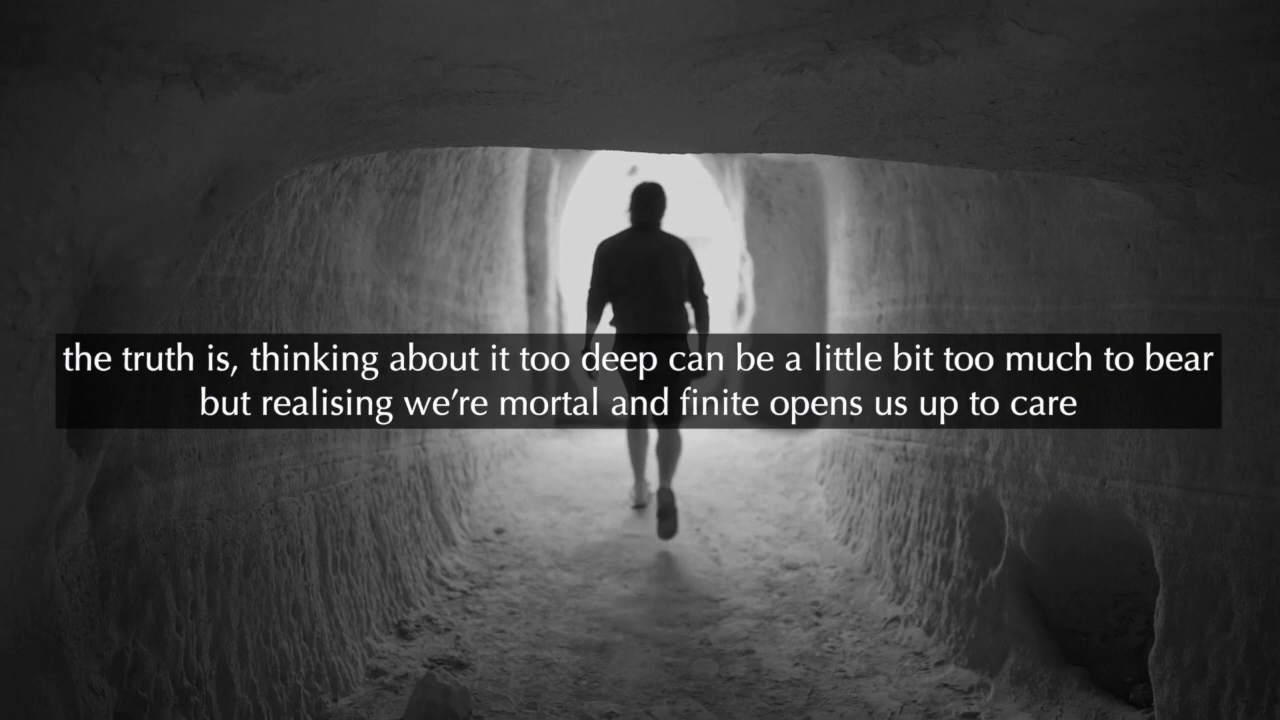 the truth is, thinking about it too deep can be a little bit too much to bear
but realising we’re mortal and finite opens us up to care